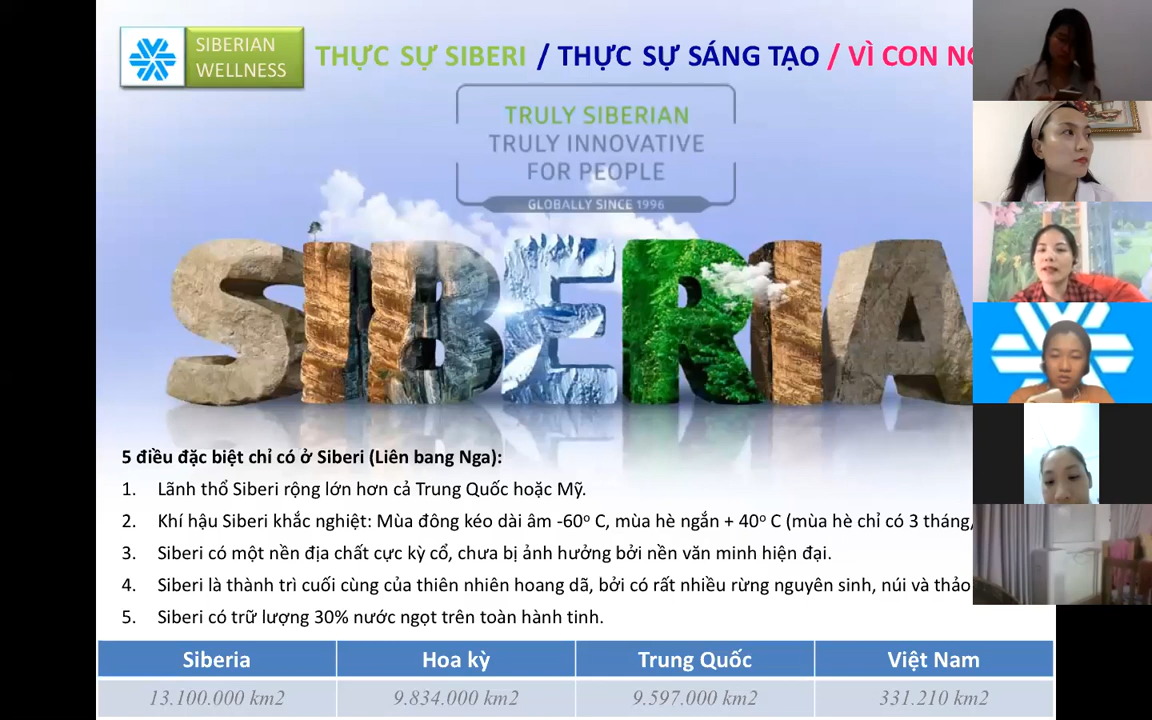 SIBERIAN
WELLNESS
THỰC SỰ SIBERI / THỰC SỰ SÁNG TẠO / VÌ CON
TRULY SIBERIAN
TRULY INNOVATIVE
FOR PEOPLE
GLOBALLY SINCE 1996
SIBERIA
5 điều đặc biệt chỉ có ở Siberi (Liên bang Nga):
1. Lãnh thổ Siberi rộng lớn hơn cả Trung Quốc hoặc Mỹ.
2. Khí hậu Siberi khắc nghiệt: Mùa đông kéo dài âm -60º C, mùa hè ngắn + 40º C (mùa hè chỉ có 3 tháng,
3. Siberi có một nền địa chất cực kỳ cổ, chưa bị ảnh hưởng bởi nền văn minh hiện đại.
4. Siberi là thành trì cuối cùng của thiên nhiên hoang dã, bởi có rất nhiều rừng nguyên sinh, núi và thảo
5. Siberi có trữ lượng 30% nước ngọt trên toàn hành tinh.
Siberia Hoa kỳ Trung Quốc Việt Nam
13.100.000 km2 9.834.000 km2 9.597.000 km2 331.210 km2